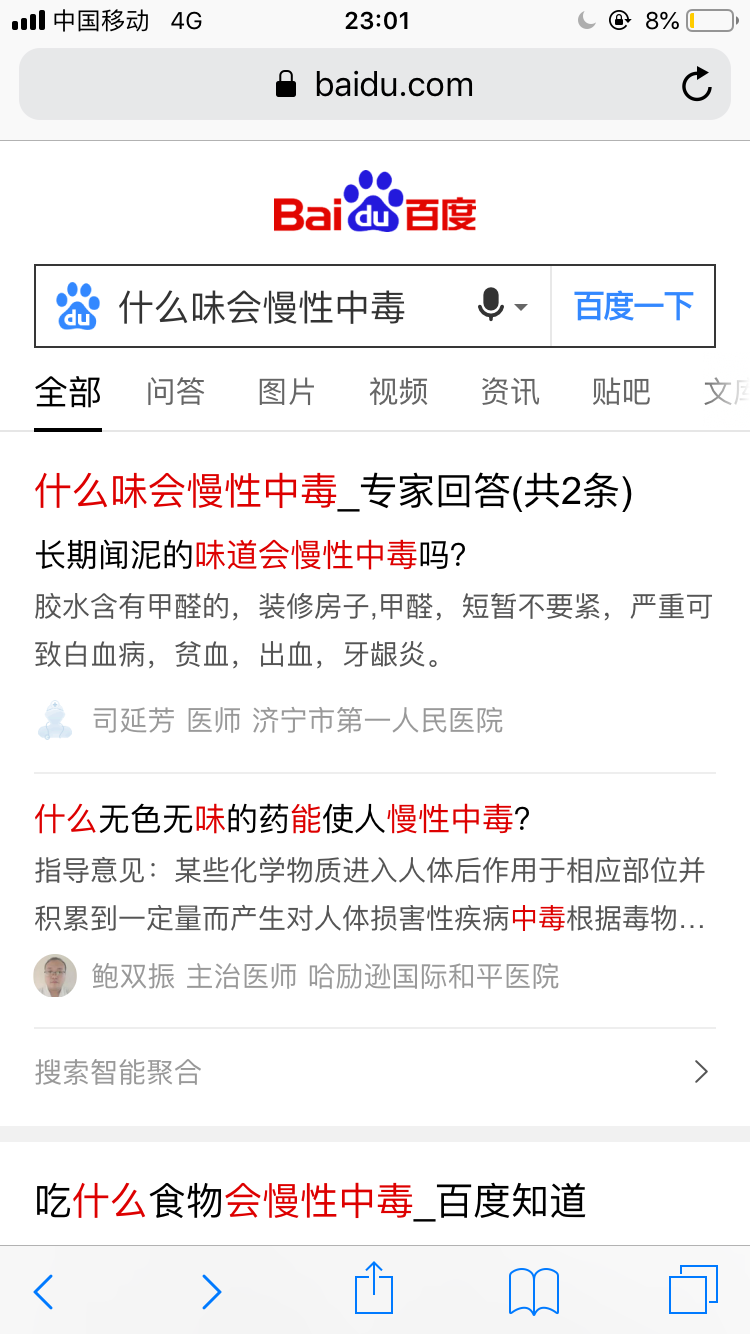 中国移动 4G 23:01 8%
baidu.com
Bai du 百度
du 什么味会慢性中毒 百度一下
全部 问答 图片 视频 资讯 贴吧 文库
什么味会慢性中毒_专家回答(共2条)
长期闻泥的味道会慢性中毒吗?
胶水含有甲醛的，装修房子,甲醛，短暂不要紧，严重可
致白血病，贫血，出血，牙龈炎。
司延芳 医师 济宁市第一人民医院
什么无色无味的药能使人慢性中毒?
指导意见：某些化学物质进入人体后作用于相应部位并
积累到一定量而产生对人体损害性疾病中毒根据毒物...
鲍双振 主治医师 哈励逊国际和平医院
搜索智能聚合
吃什么食物会慢性中毒_百度知道